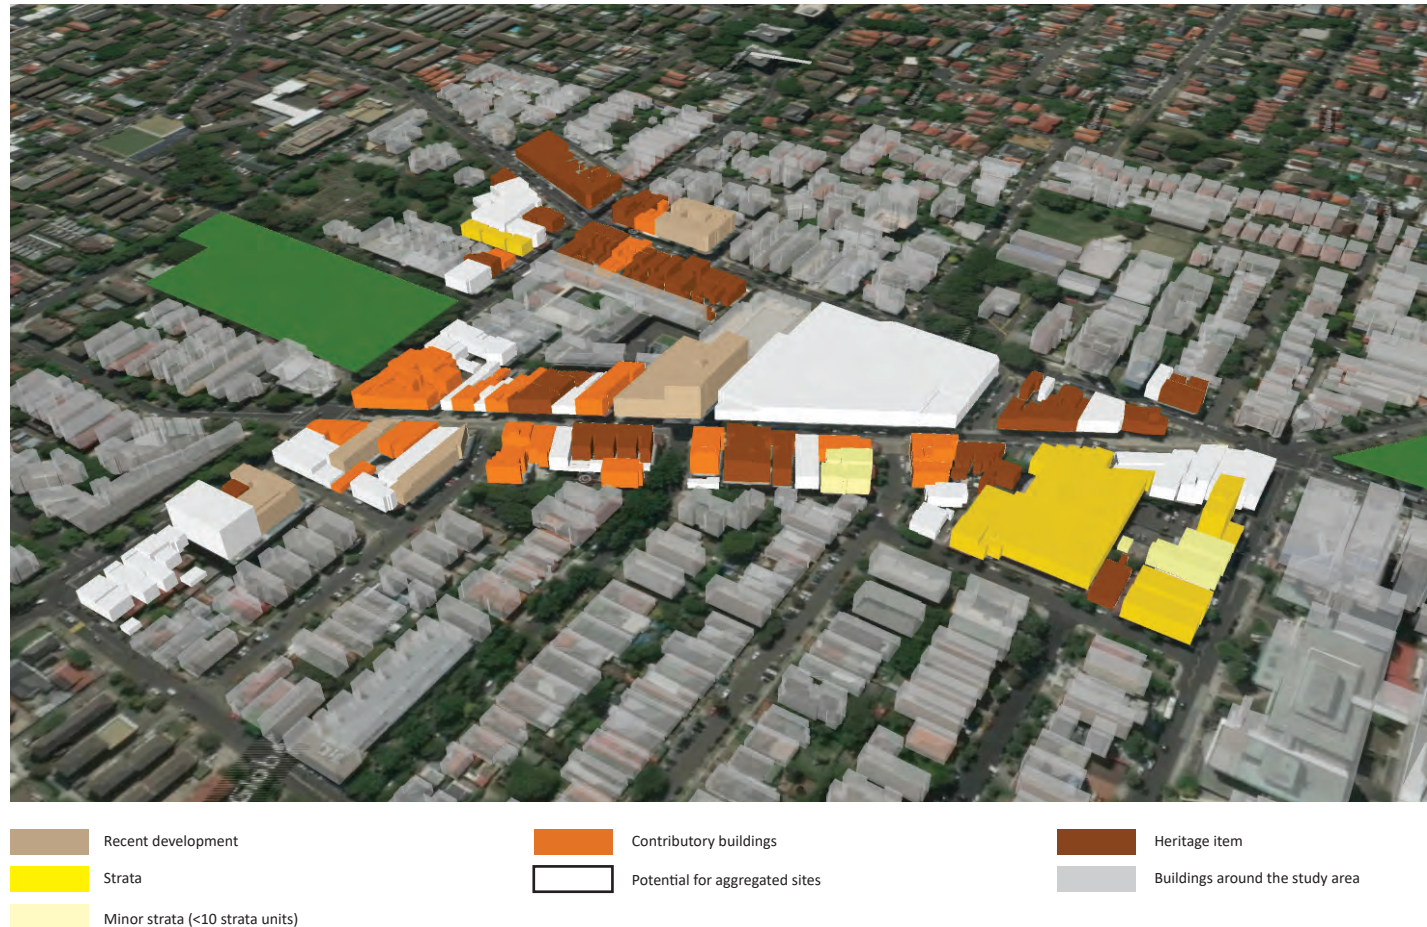 Recent development
Contributory buildings
Heritage item
Strata
Potential for aggregated sites
Buildings around the study area
Minor strata (<10 strata units)